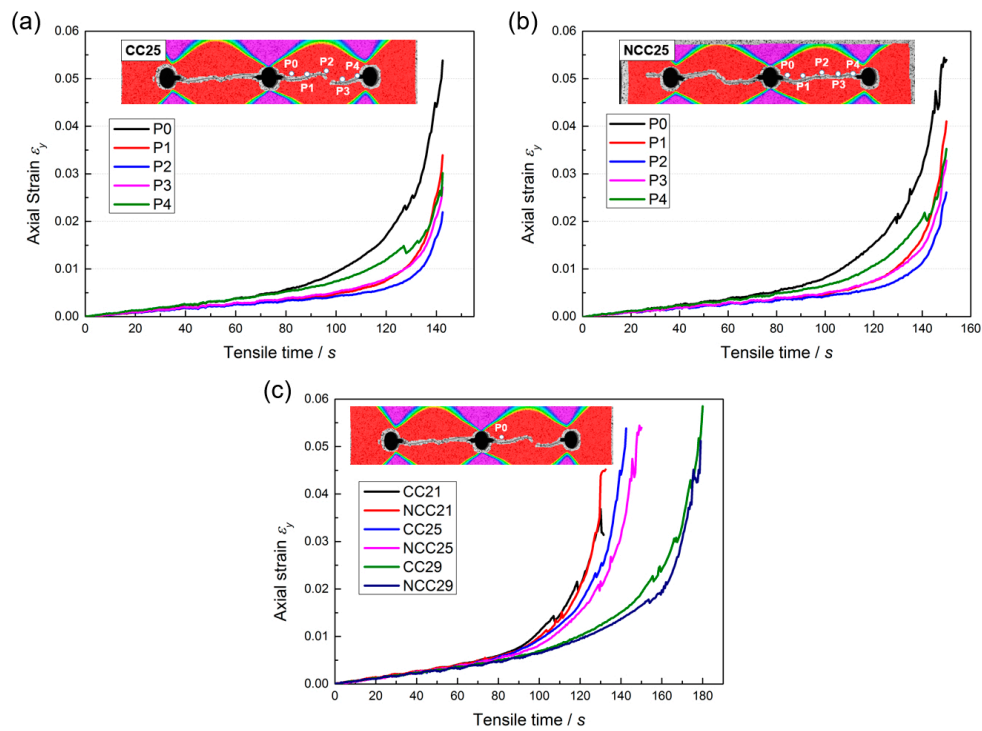 (a)
0.06
0.05
0.04
0.03
0.02
0.01
0.00
Axial Strain εy
CC25
P0
P2
P4
P1
P3
P0
P1
P2
P3
P4
0 20 40 60 80 100 120 140
Tensile time / s
(b)
0.06
0.05
0.04
0.03
0.02
0.01
0.00
Axial Strain εy
NCC25
P0
P2
P4
P1
P3
P0
P1
P2
P3
P4
0 20 40 60 80 100 120 140 160
Tensile time / s
(c)
0.06
0.05
0.04
0.03
0.02
0.01
0.00
Axial strain εy
P0
CC21
NCC21
CC25
NCC25
CC29
NCC29
0 20 40 60 80 100 120 140 160 180
Tensile time / s